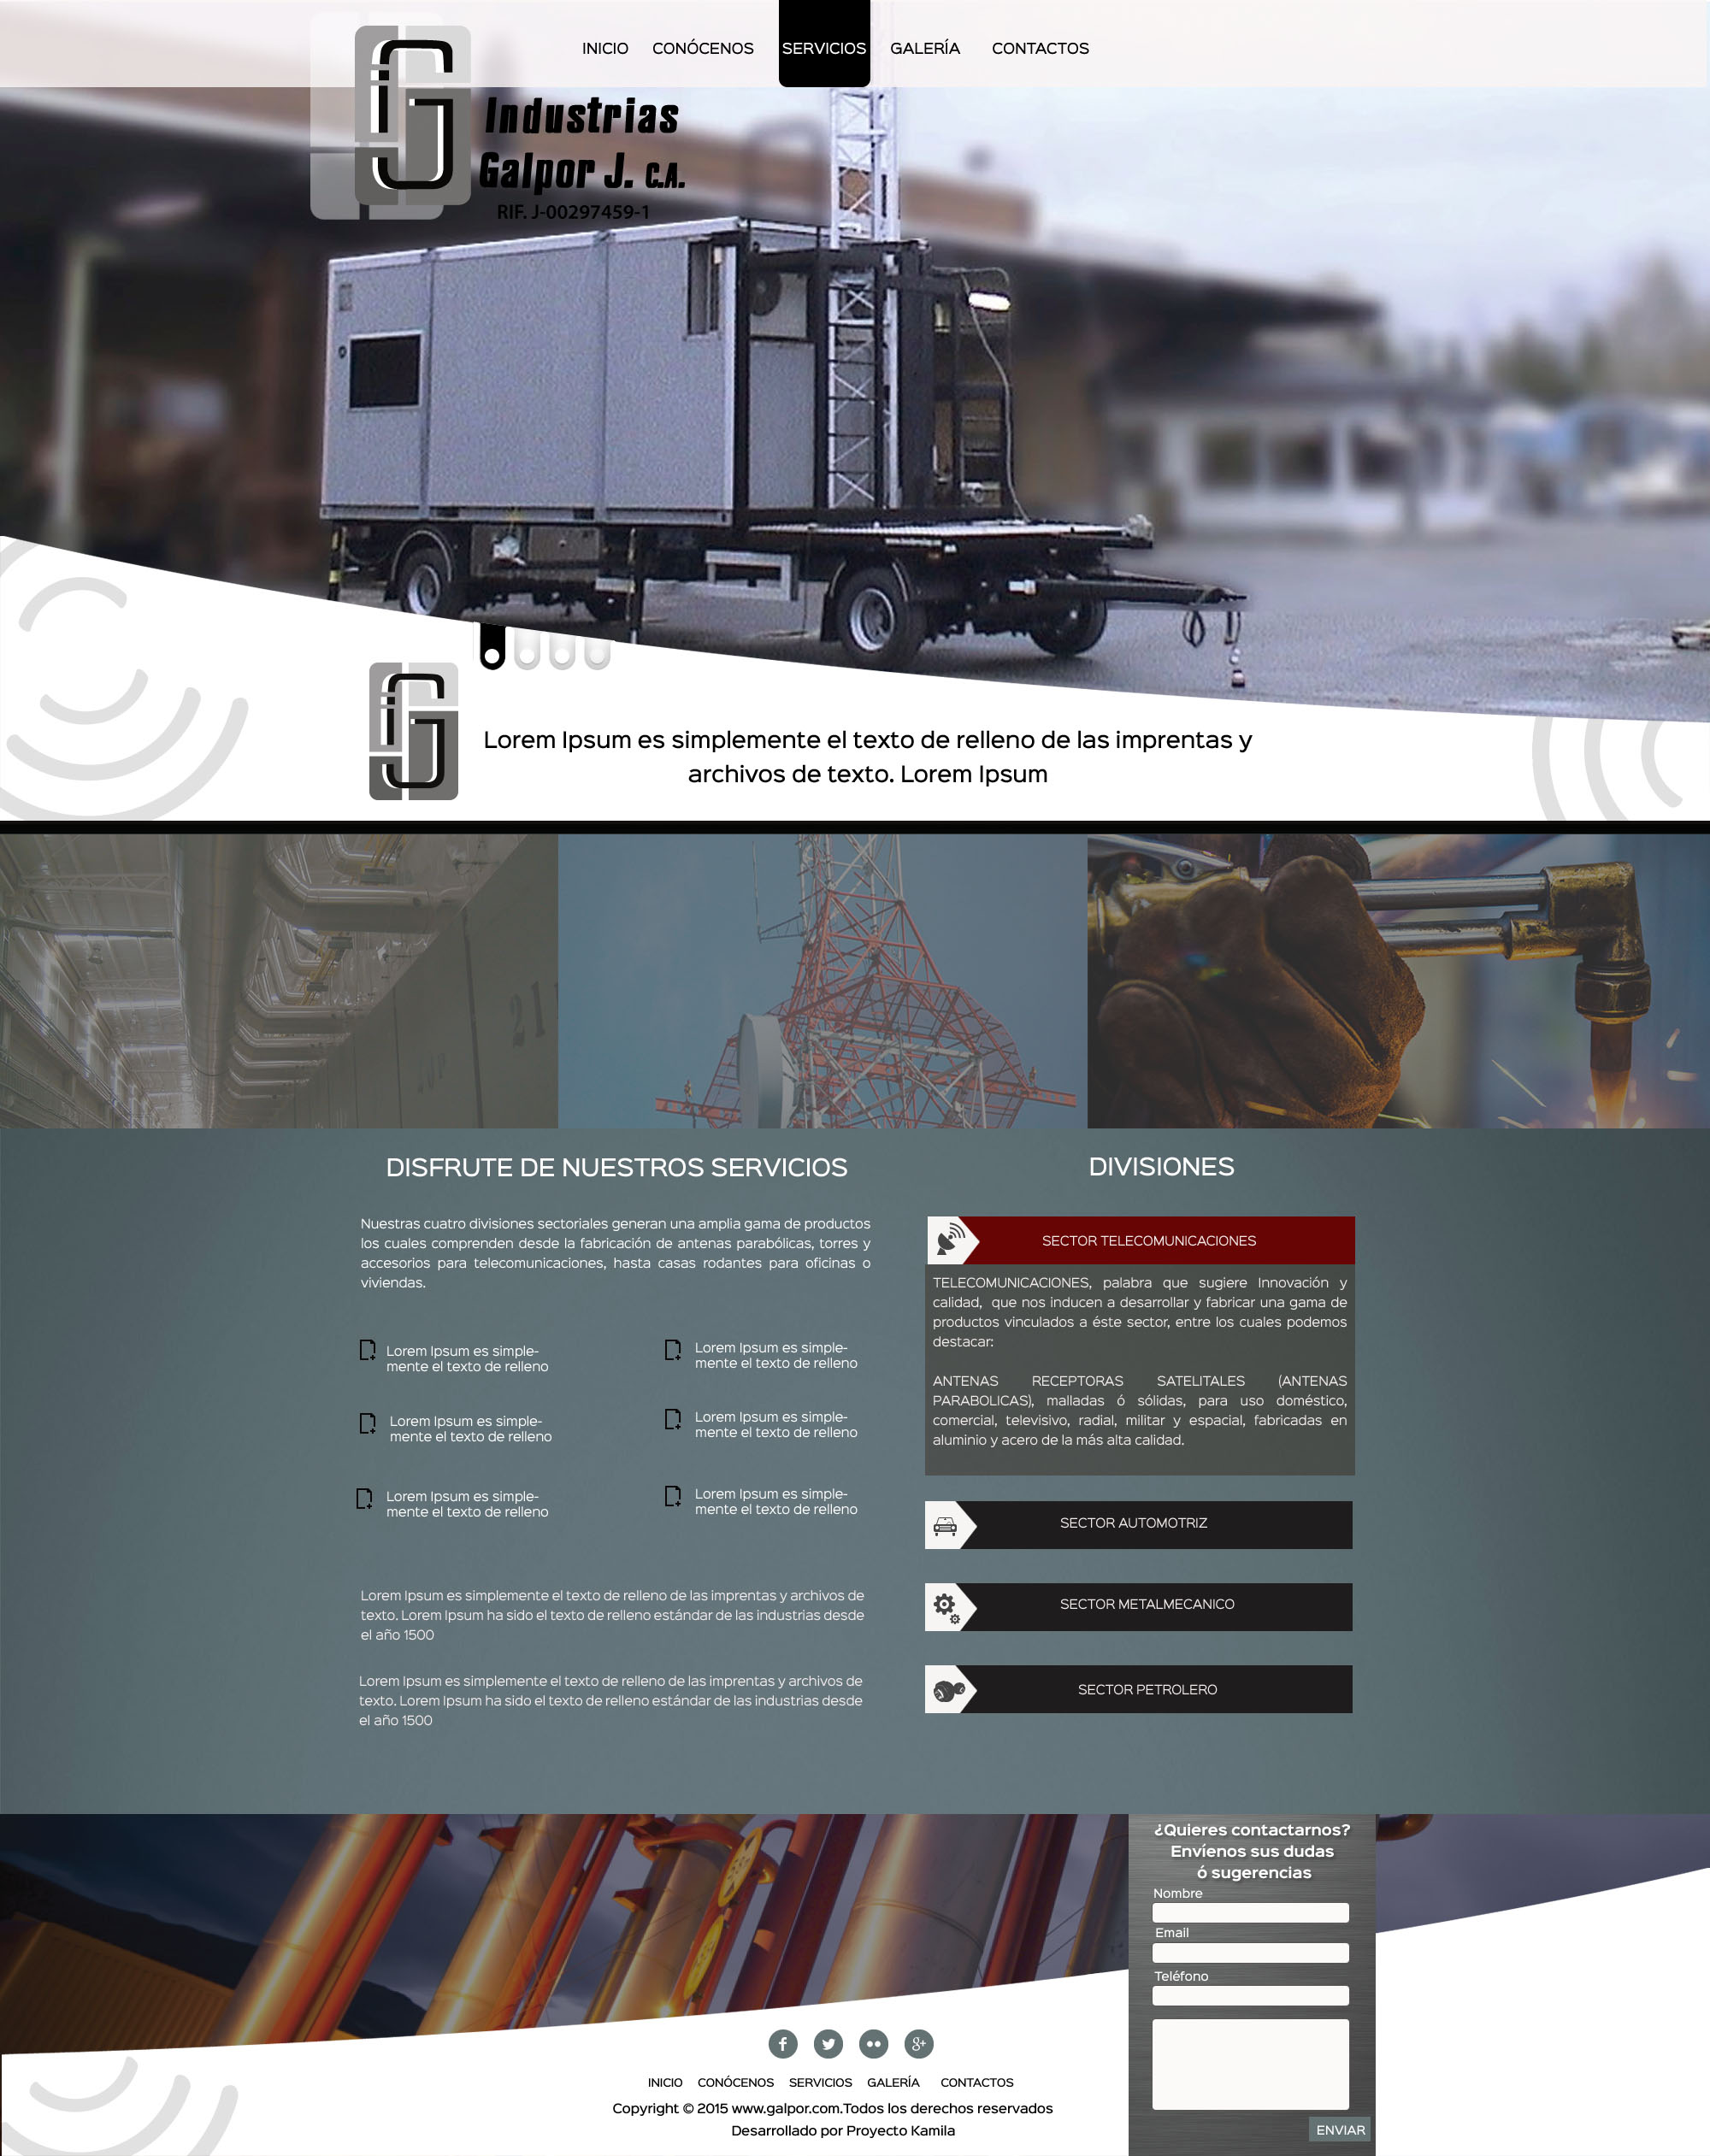 INICIO CONÓCENOS SERVICIOS GALERÍA CONTACTOS
Industrias
Galpor J. C.A.
RIF. J-00297459-1
Lorem Ipsum es simplemente el texto de relleno de las imprentas y
archivos de texto. Lorem Ipsum
DISFRUTE DE NUESTROS SERVICIOS
Nuestras cuatro divisiones sectoriales generan una amplia gama de productos
los cuales comprenden desde la fabricación de antenas parabólicas, torres y
accesorios para telecomunicaciones, hasta casas rodantes para oficinas o
viviendas.
Lorem Ipsum es simple-
mente el texto de relleno
Lorem Ipsum es simple-
mente el texto de relleno
Lorem Ipsum es simple-
mente el texto de relleno
Lorem Ipsum es simple-
mente el texto de relleno
Lorem Ipsum es simple-
mente el texto de relleno
Lorem Ipsum es simple-
mente el texto de relleno
Lorem Ipsum es simplemente el texto de relleno de las imprentas y archivos de
texto. Lorem Ipsum ha sido el texto de relleno estándar de las industrias desde
el año 1500
Lorem Ipsum es simplemente el texto de relleno de las imprentas y archivos de
texto. Lorem Ipsum ha sido el texto de relleno estándar de las industrias desde
el año 1500
DIVISIONES
SECTOR TELECOMUNICACIONES
TELECOMUNICACIONES, palabra que sugiere Innovación y
calidad, que nos inducen a desarrollar y fabricar una gama de
productos vinculados a éste sector, entre los cuales podemos
destacar:
ANTENAS RECEPTORAS SATELITALES (ANTENAS
PARABOLICAS), malladas ó sólidas, para uso doméstico,
comercial, televisivo, radial, militar y espacial, fabricadas en
aluminio y acero de la más alta calidad.
SECTOR AUTOMOTRIZ
SECTOR METALMECANICO
SECTOR PETROLERO
¿Quieres contactarnos?
Envíenos sus dudas
ó sugerencias
Nombre
Email
Teléfono
ENVIAR
INICIO CONÓCENOS SERVICIOS GALERÍA CONTACTOS
Copyright © 2015 www.galpor.com.Todos los derechos reservados
Desarrollado por Proyecto Kamila